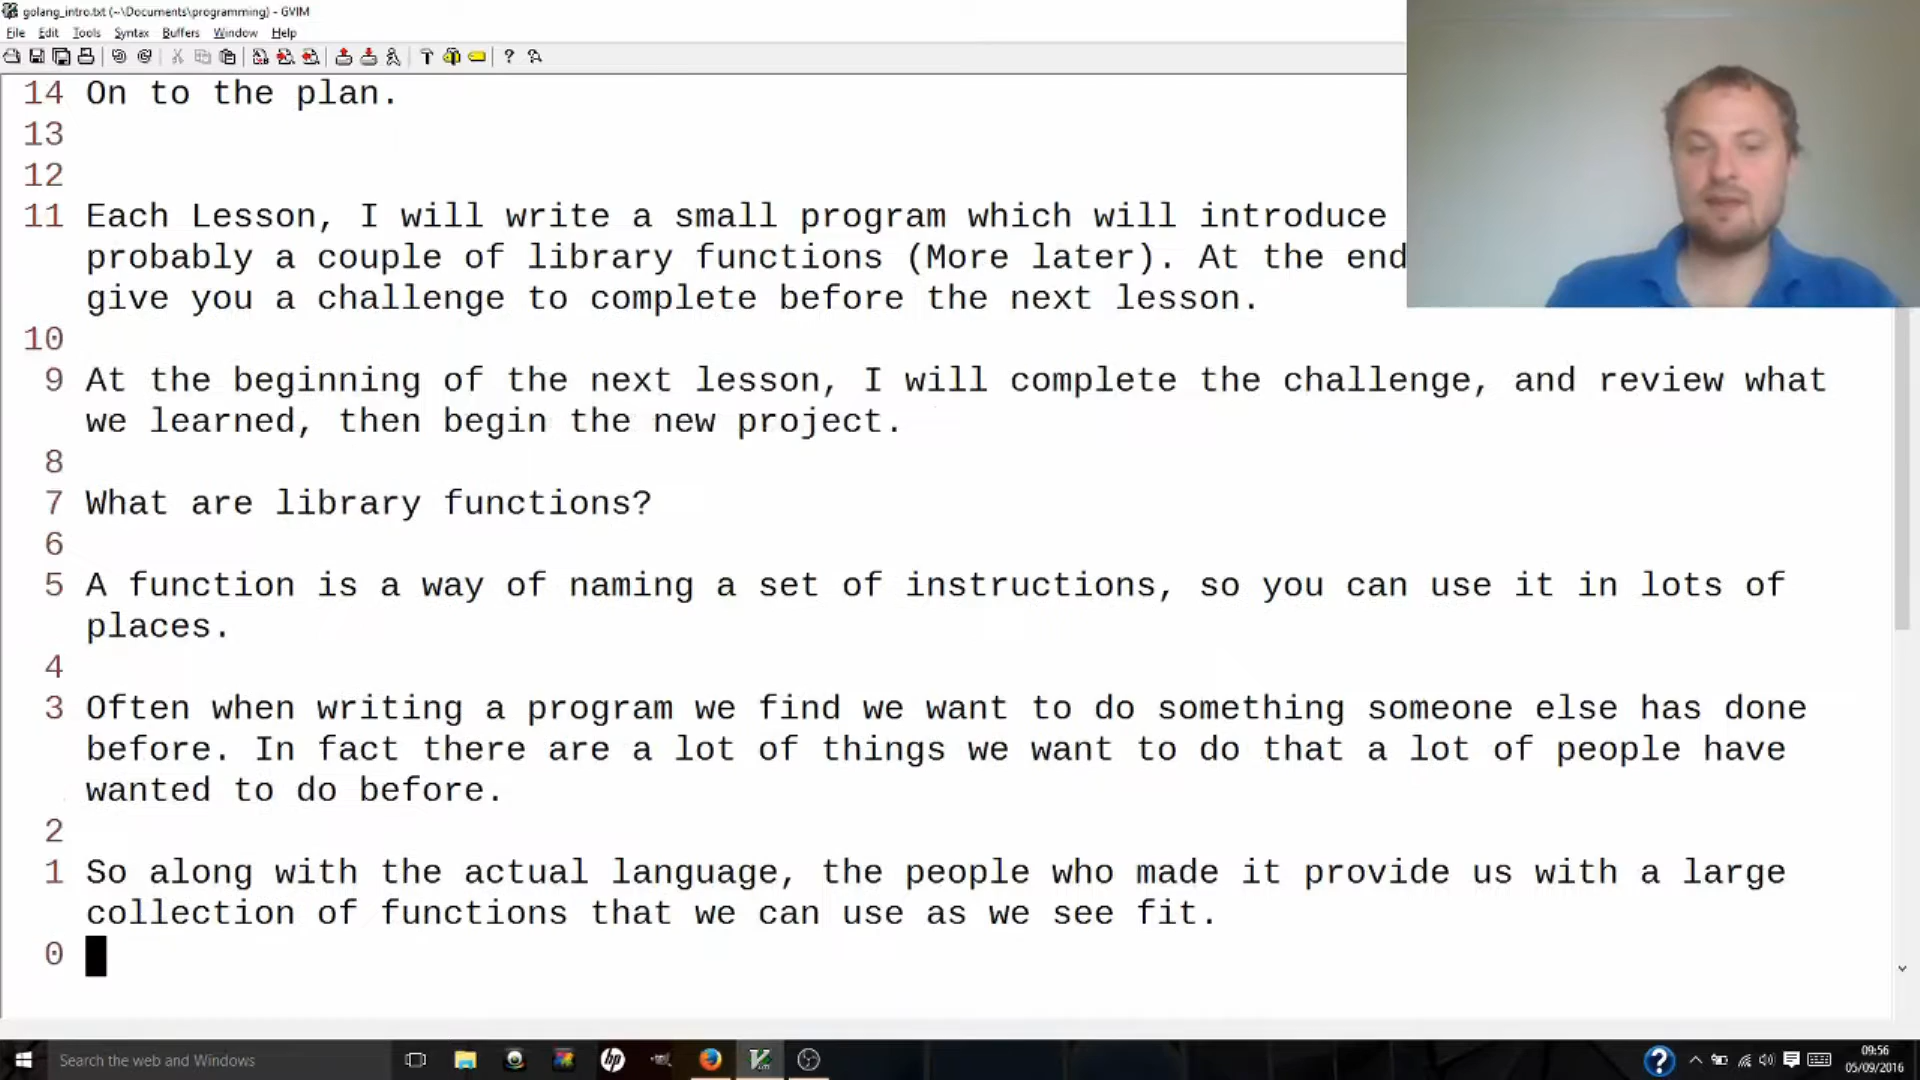 golang_intro.txt (~\Documents\programming) - GVIM
File Edit Tools Syntax Buffers Window Help
14 On to the plan.
13
12
11 Each Lesson, I will write a small program which will introduce
probably a couple of library functions (More later). At the end
give you a challenge to complete before the next lesson.
10
9 At the beginning of the next lesson, I will complete the challenge, and review what
we learned, then begin the new project.
8
7 What are library functions?
6
5 A function is a way of naming a set of instructions, so you can use it in lots of
places.
4
3 Often when writing a program we find we want to do something someone else has done
before. In fact there are a lot of things we want to do that a lot of people have
wanted to do before.
2
1 So along with the actual language, the people who made it provide us with a large
collection of functions that we can use as we see fit.
0
Search the web and Windows
hp
09:56
05/09/2016